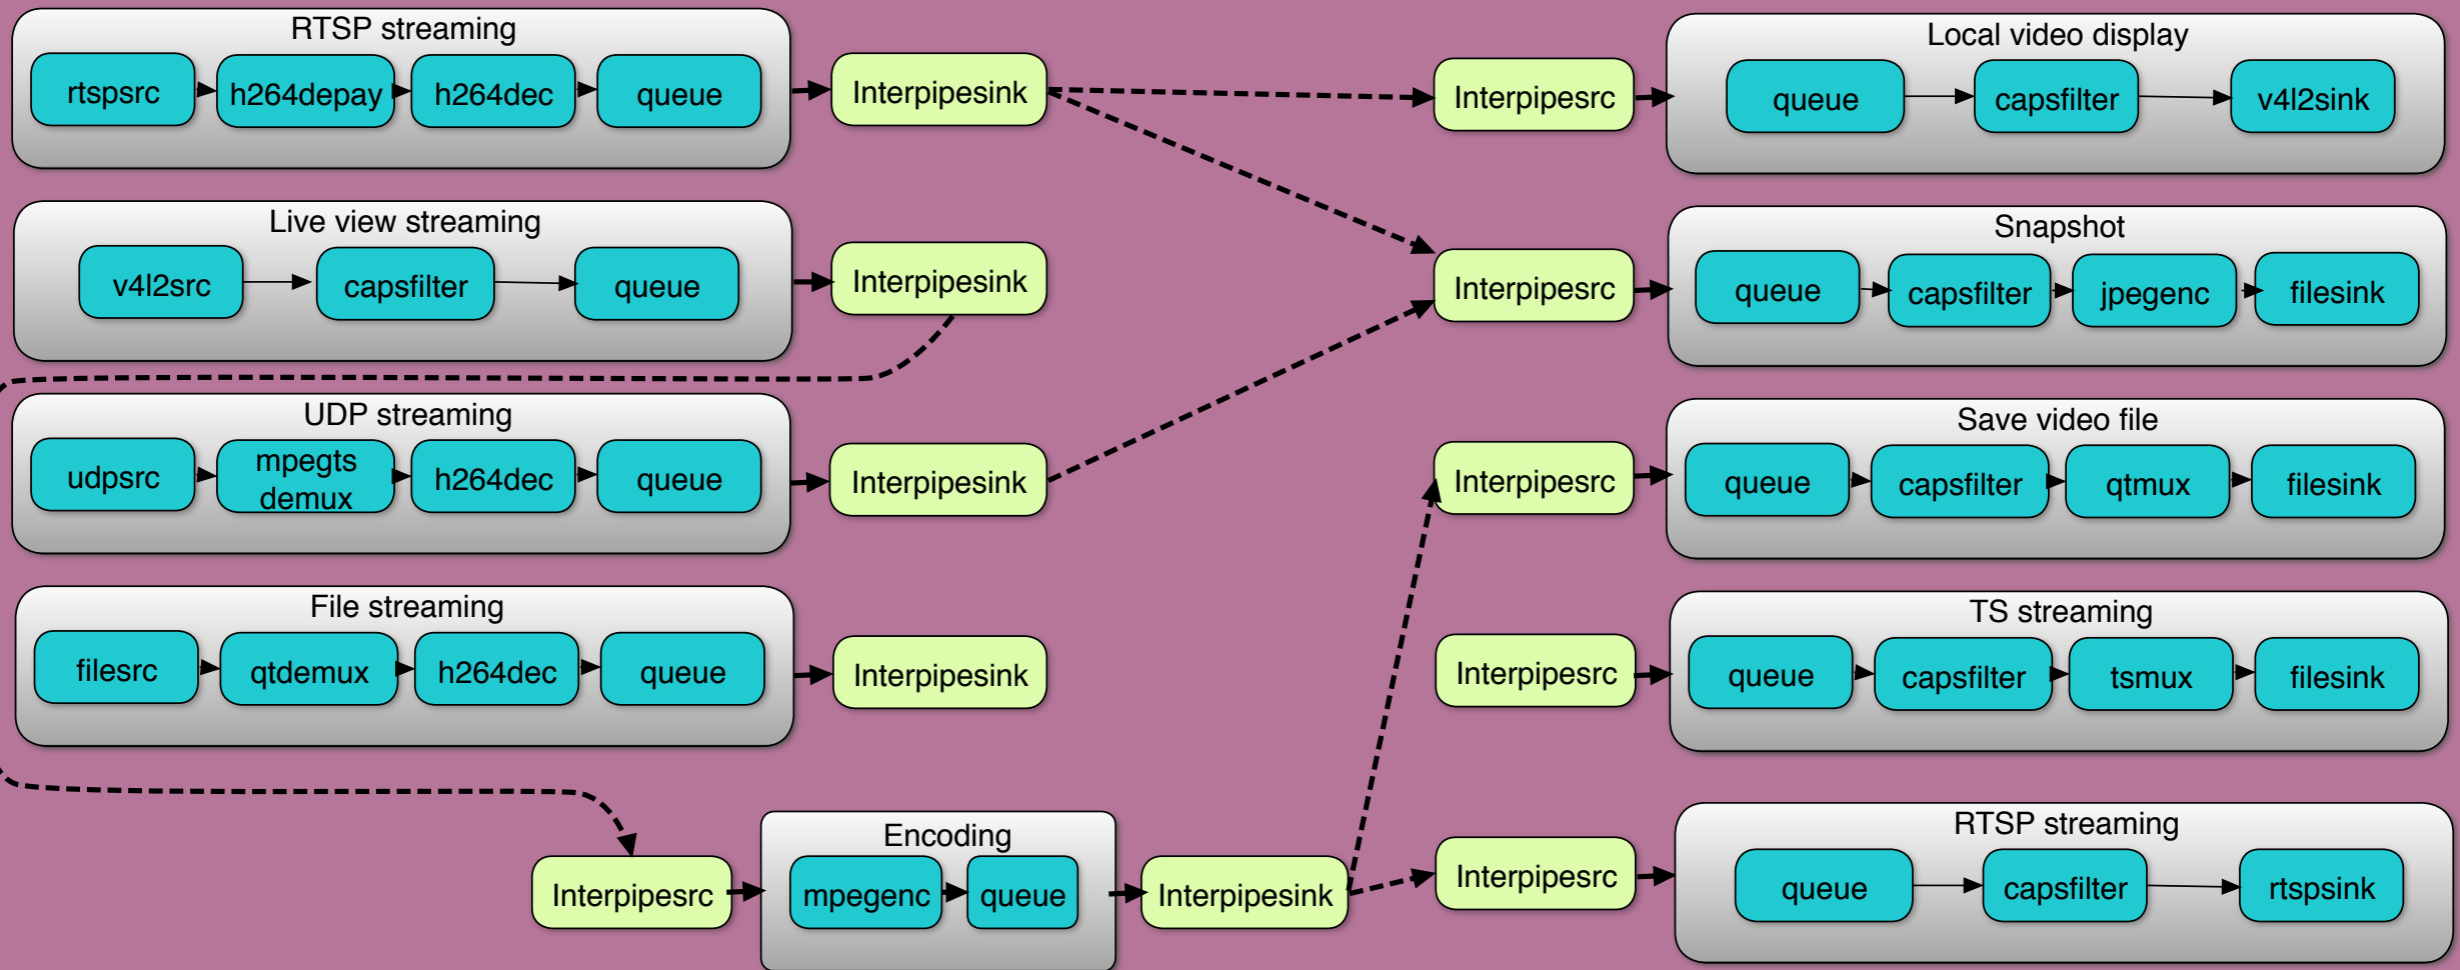 RTSP streaming
rtspsrc
h264depay
h264dec
queue
Interpipesink
Interpipesrc
Local video display
queue
capsfilter
v4l2sink
Live view streaming
v4l2src
capsfilter
queue
Interpipesink
Interpipesrc
Snapshot
queue
capsfilter
jpegenc
filesink
UDP streaming
udpsrc
mpegts
demux
h264dec
queue
Interpipesink
Interpipesrc
Save video file
queue
capsfilter
qtmux
filesink
File streaming
filesrc
qtdemux
h264dec
queue
Interpipesink
Interpipesrc
TS streaming
queue
capsfilter
tsmux
filesink
Interpipesrc
Encoding
mpegenc
queue
Interpipesink
Interpipesrc
RTSP streaming
queue
capsfilter
rtspsink